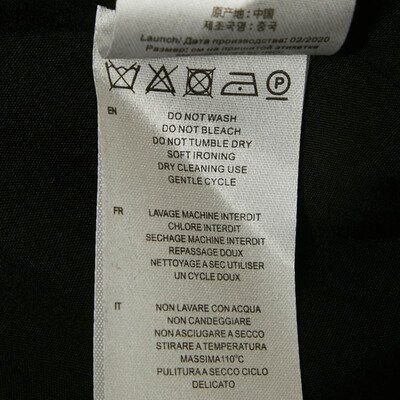 原产地: 中国
제조국명: 중국
Launch/ Дата производства: 02/2020
Размер: см на пришитой этикетке
P
EN
DO NOT WASH
DO NOT BLEACH
DO NOT TUMBLE DRY
SOFT IRONING
DRY CLEANING USE
GENTLE CYCLE
FR
LAVAGE MACHINE INTERDIT
CHLORE INTERDIT
SECHAGE MACHINE INTERDIT
REPASSAGE DOUX
NETTOYAGE A SEC UTILISER
UN CYCLE DOUX
IT
NON LAVARE CON ACQUA
NON CANDEGGIARE
NON ASCIUGARE A SECCO
STIRARE A TEMPERATURA
MASSIMA110°C
PULITURA A SECCO CICLO
DELICATO